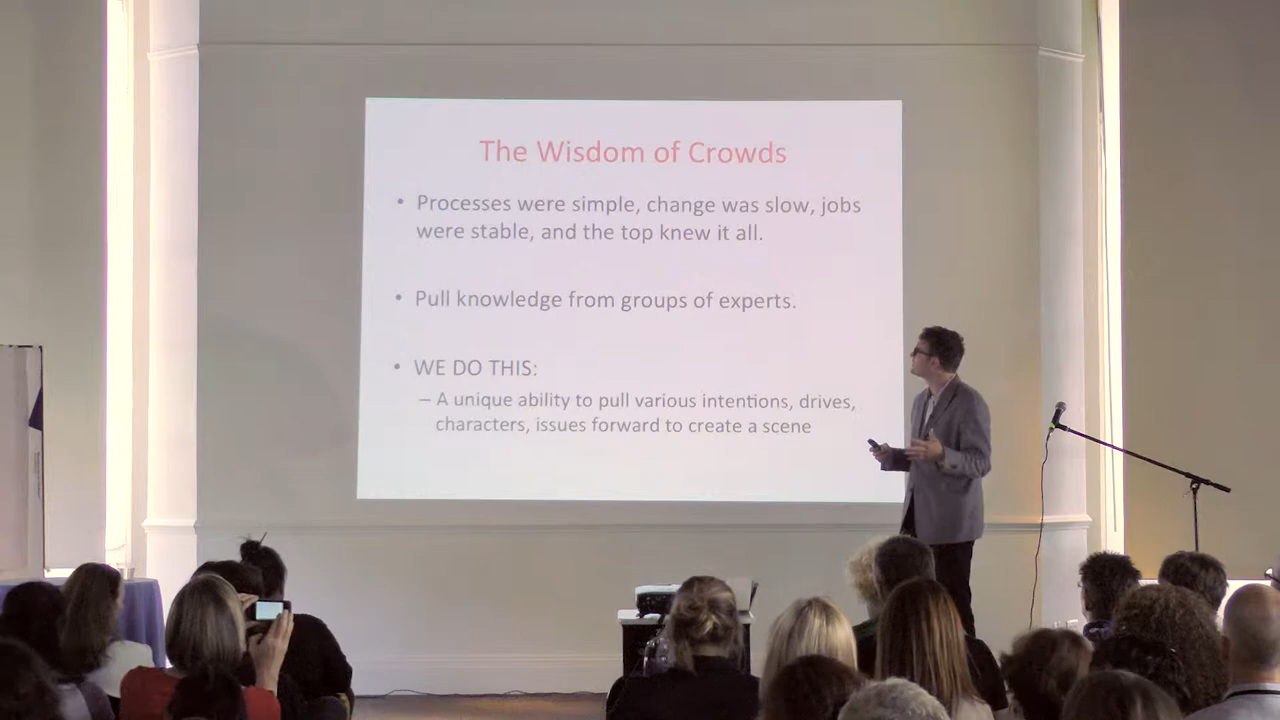 The Wisdom of Crowds
• Processes were simple, change was slow, jobs
were stable, and the top knew it all.
• Pull knowledge from groups of experts.
• WE DO THIS:
– A unique ability to pull various intentions, drives,
characters, issues forward to create a scene